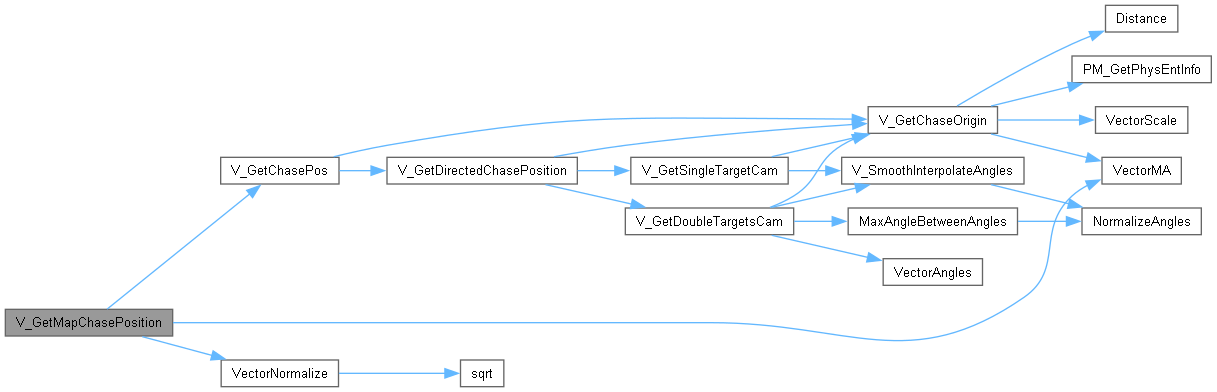 Distance
PM_GetPhysEntInfo
V_GetChaseOrigin
VectorScale
V_GetChasePos
V_GetDirectedChasePosition
V_GetSingleTargetCam
V_SmoothInterpolateAngles
VectorMA
V_GetDoubleTargetsCam
MaxAngleBetweenAngles
NormalizeAngles
VectorAngles
V_GetMapChasePosition
VectorNormalize
sqrt